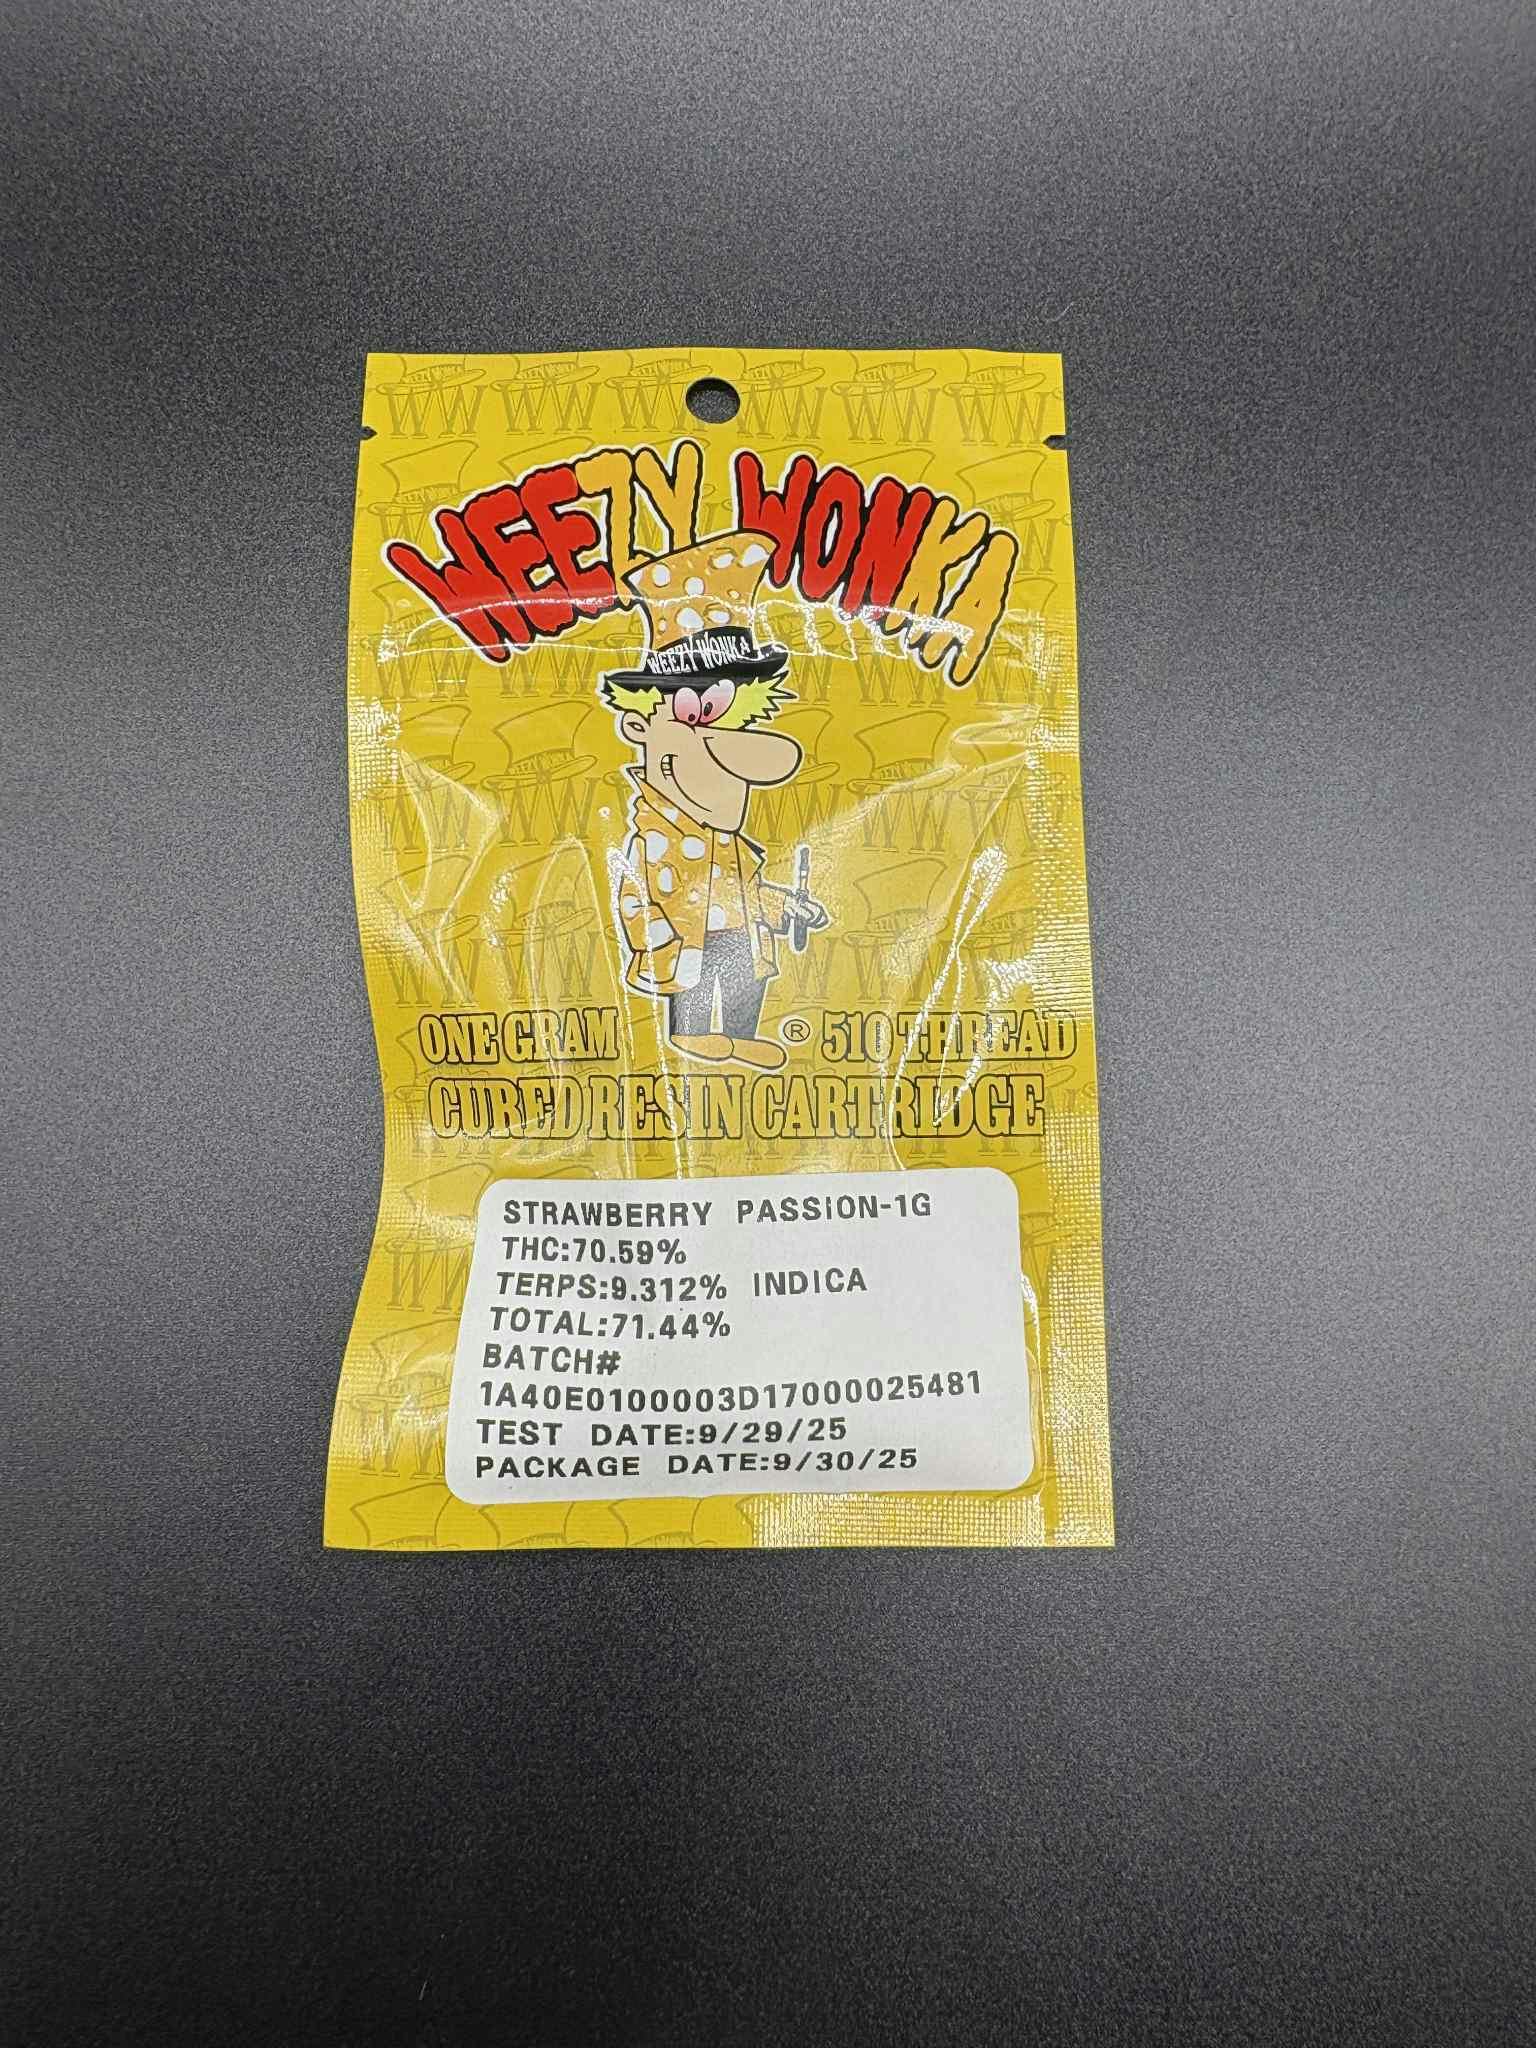 WEEZY WONKA
WEEZY WONKA
ONE GRAM
® 510 THREAD
CURED RESIN CARTRIDGE
STRAWBERRY PASSION-1G
THC:70.59%
TERPS:9.312% INDICA
TOTAL:71.44%
BATCH#
1A40E0100003D17000025481
TEST DATE:9/29/25
PACKAGE DATE:9/30/25